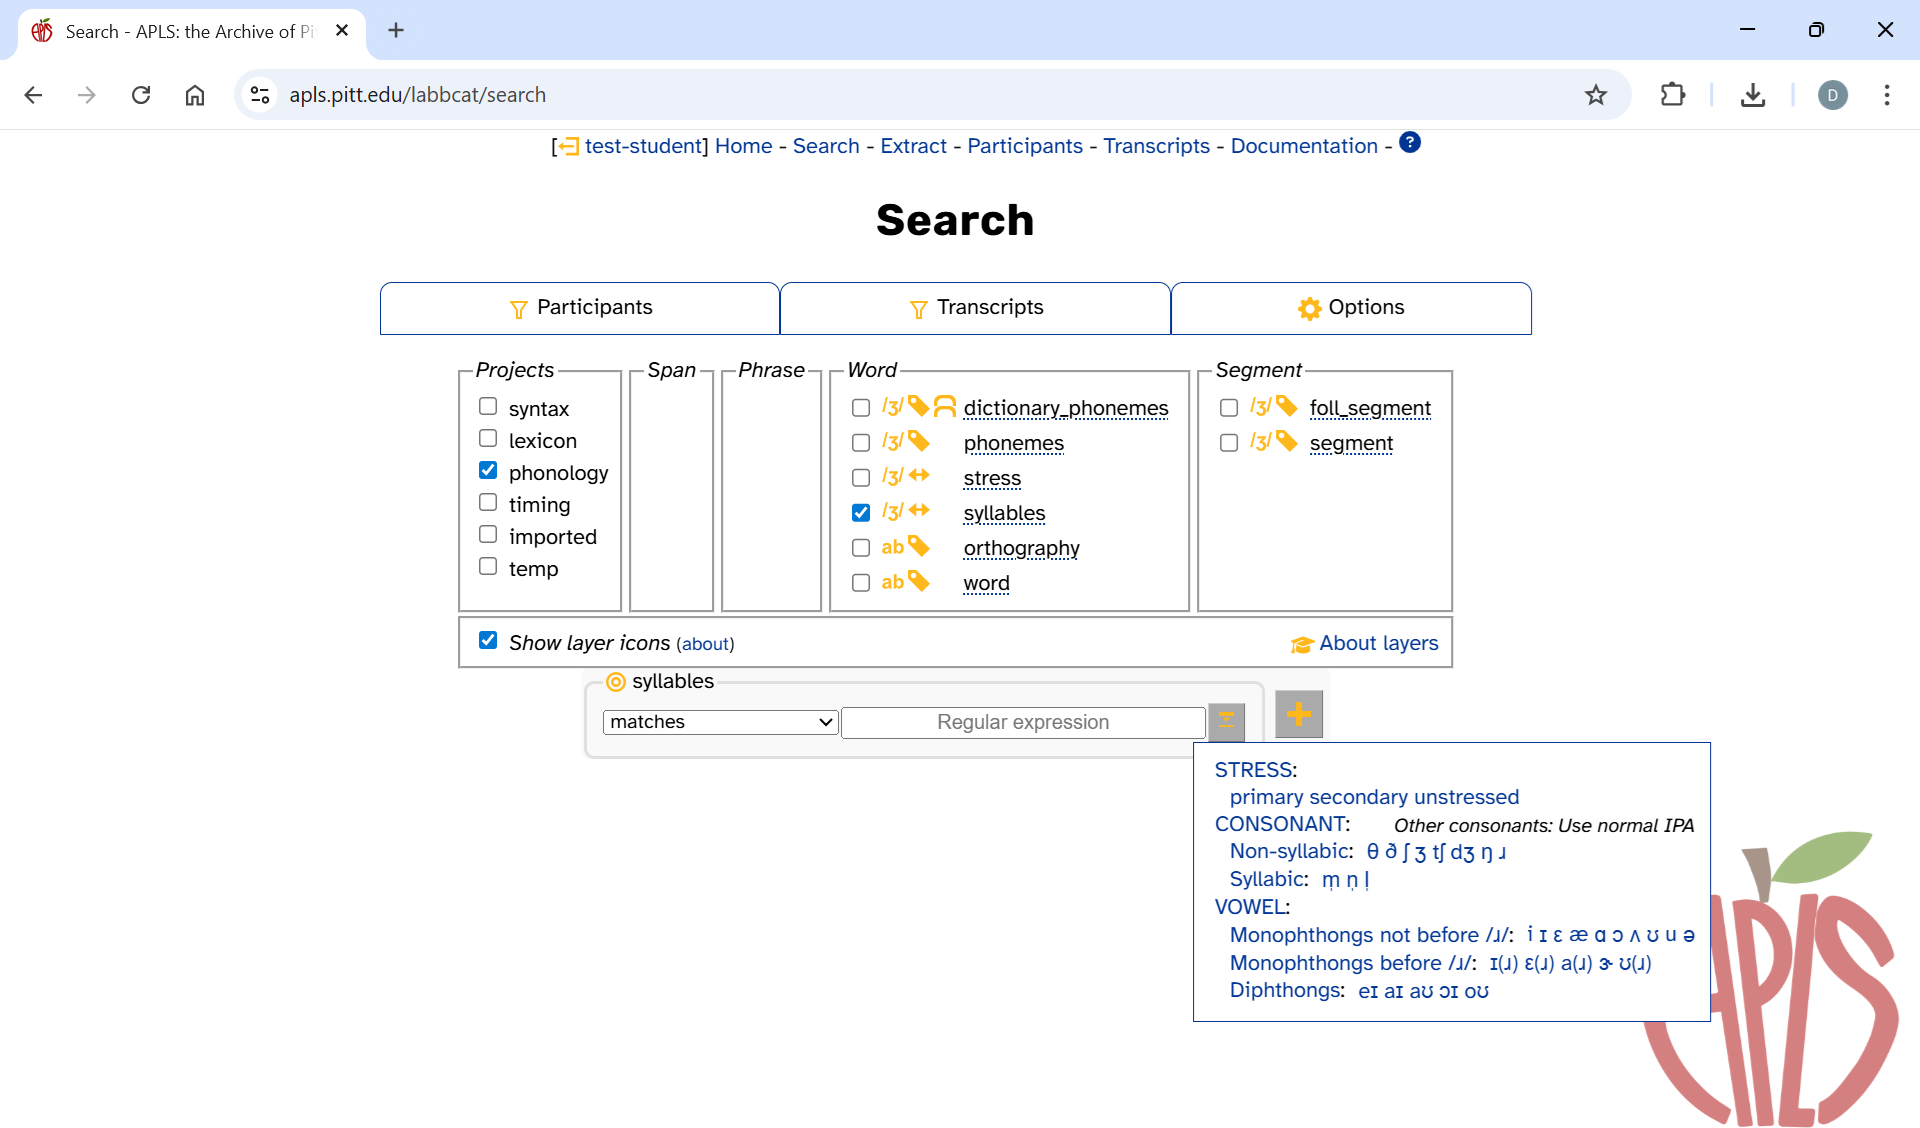 Search - APLS: the Archive of Pi
apls.pitt.edu/labbcat/search
D
[test-student] Home - Search - Extract - Participants - Transcripts - Documentation - ?
Search
Participants
Transcripts
Options
Projects
syntax
lexicon
phonology
timing
imported
temp
Span
Phrase
Word
/ʒ/ dictionary_phonemes
/ʒ/ phonemes
/ʒ/ stress
/ʒ/ syllables
ab orthography
ab word
Segment
/ʒ/ foll_segment
/ʒ/ segment
Show layer icons (about)
About layers
syllables
matches
Regular expression
STRESS:
primary secondary unstressed
CONSONANT: Other consonants: Use normal IPA
Non-syllabic: θ ð ʃ ʒ tʃ dʒ ŋ ɹ
Syllabic: m̩ n̩ l̩
VOWEL:
Monophthongs not before /ɹ/: i ɪ ɛ æ ɑ ɔ ʌ ʊ u ə
Monophthongs before /ɹ/: ɪ(ɹ) ɛ(ɹ) a(ɹ) ɝ ʊ(ɹ)
Diphthongs: eɪ aɪ aʊ ɔɪ oʊ
APLS